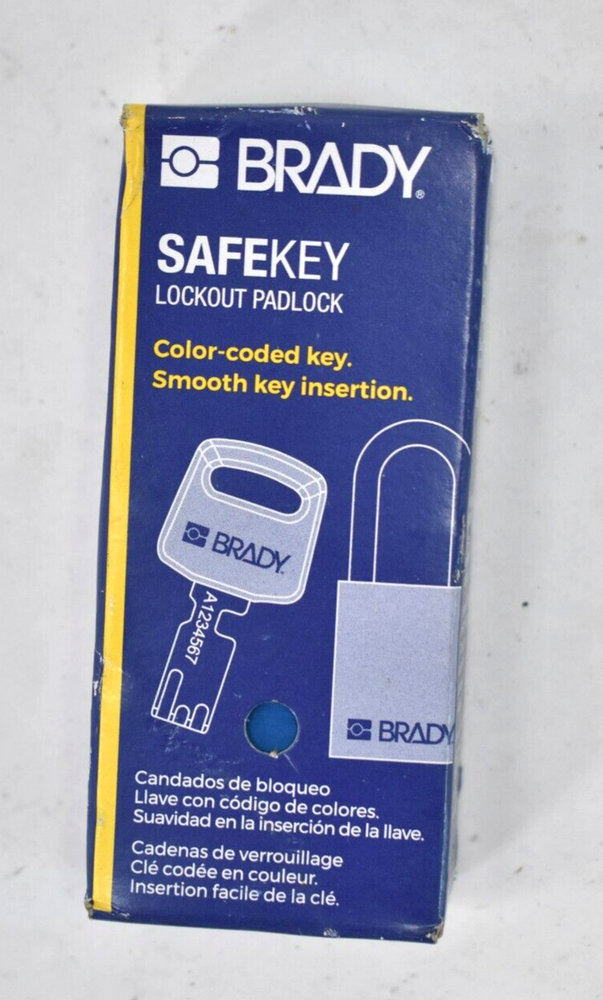 BRADY®
SAFEKEY
LOCKOUT PADLOCK
Color-coded key.
Smooth key insertion.
BRADY
A1234567
BRADY
Candados de bloqueo
Llave con código de colores.
Suavidad en la inserción de la llave.
Cadenas de verrouillage
Clé codée en couleur.
Insertion facile de la clé.